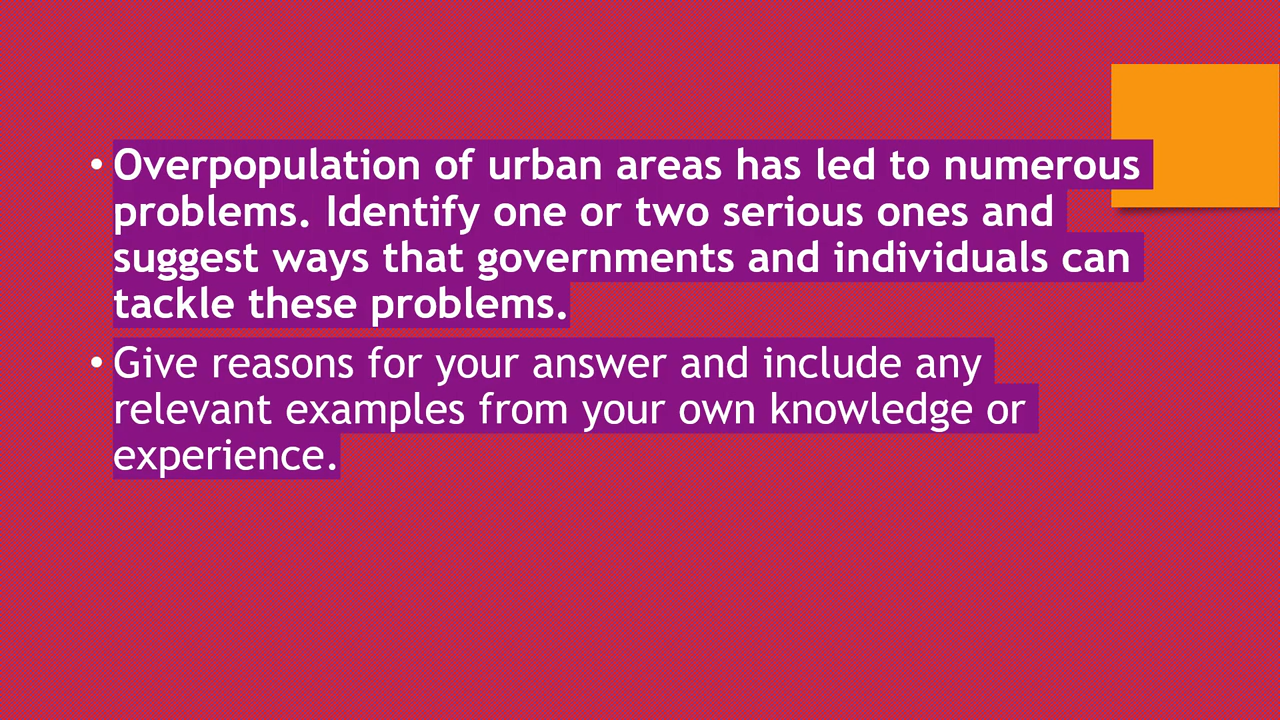 • Overpopulation of urban areas has led to numerous
problems. Identify one or two serious ones and
suggest ways that governments and individuals can
tackle these problems.
• Give reasons for your answer and include any
relevant examples from your own knowledge or
experience.